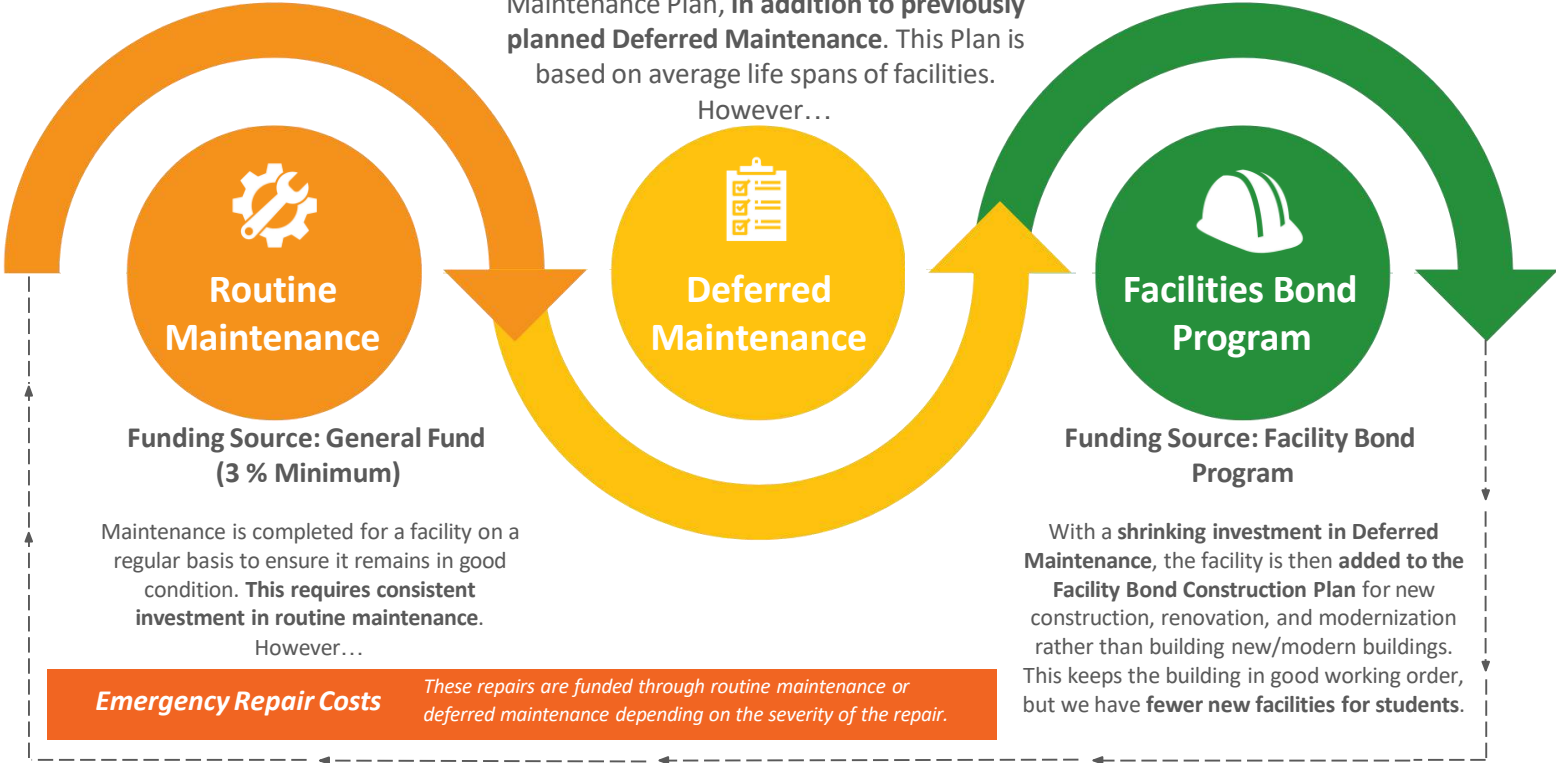 Maintenance Plan, in addition to previously
planned Deferred Maintenance. This Plan is
based on average life spans of facilities.
However…
Routine
Maintenance
Deferred
Maintenance
Facilities Bond
Program
Funding Source: General Fund
(3 % Minimum)
Maintenance is completed for a facility on a
regular basis to ensure it remains in good
condition. This requires consistent
investment in routine maintenance.
However…
Funding Source: Facility Bond
Program
With a shrinking investment in Deferred
Maintenance, the facility is then added to the
Facility Bond Construction Plan for new
construction, renovation, and modernization
rather than building new/modern buildings.
This keeps the building in good working order,
but we have fewer new facilities for students.
Emergency Repair Costs
These repairs are funded through routine maintenance or
deferred maintenance depending on the severity of the repair.